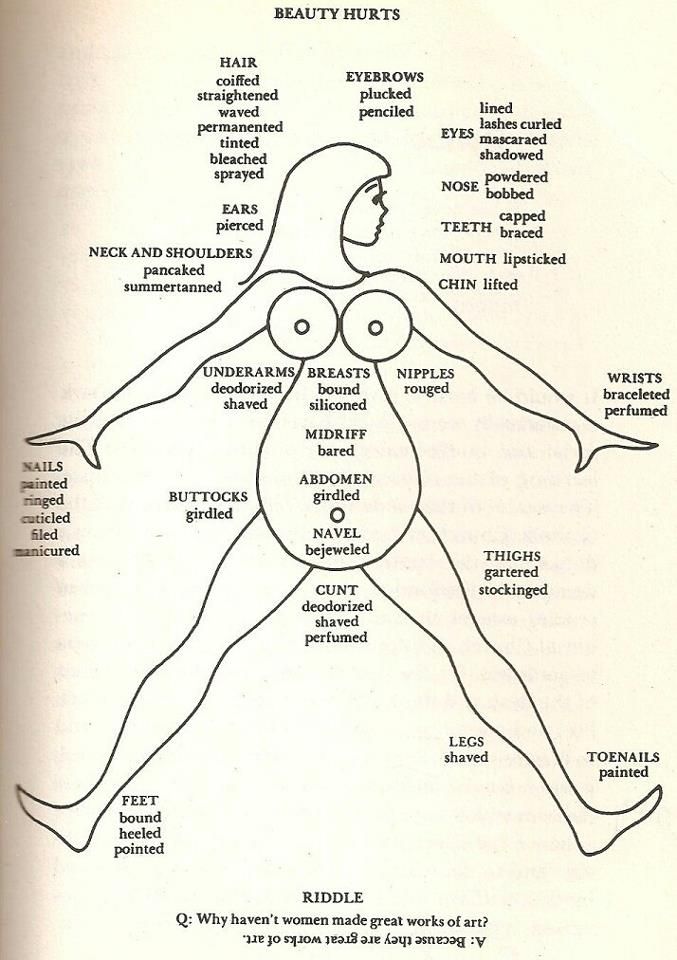 BEAUTY HURTS
HAIR
coiffed
straightened
waved
permanented
tinted
bleached
sprayed
EYEBROWS
plucked
penciled
EYES
lined
lashes curled
mascaraed
shadowed
NOSE
powdered
bobbed
EARS
pierced
TEETH
capped
braced
NECK AND SHOULDERS
pancaked
summertanned
MOUTH lipsticked
CHIN lifted
UNDERARMS
deodorized
shaved
BREASTS
bound
siliconed
NIPPLES
rouged
WRISTS
braceleted
perfumed
MIDRIFF
bared
NAILS
painted
ringed
cuticled
filed
manicured
BUTTOCKS
girdled
ABDOMEN
girdled
NAVEL
bejeweled
THIGHS
gartered
stockinged
CUNT
deodorized
shaved
perfumed
LEGS
shaved
TOENAILS
painted
FEET
bound
heeled
pointed
RIDDLE
Q: Why haven't women made great works of art?
A: Because they are great works of art.